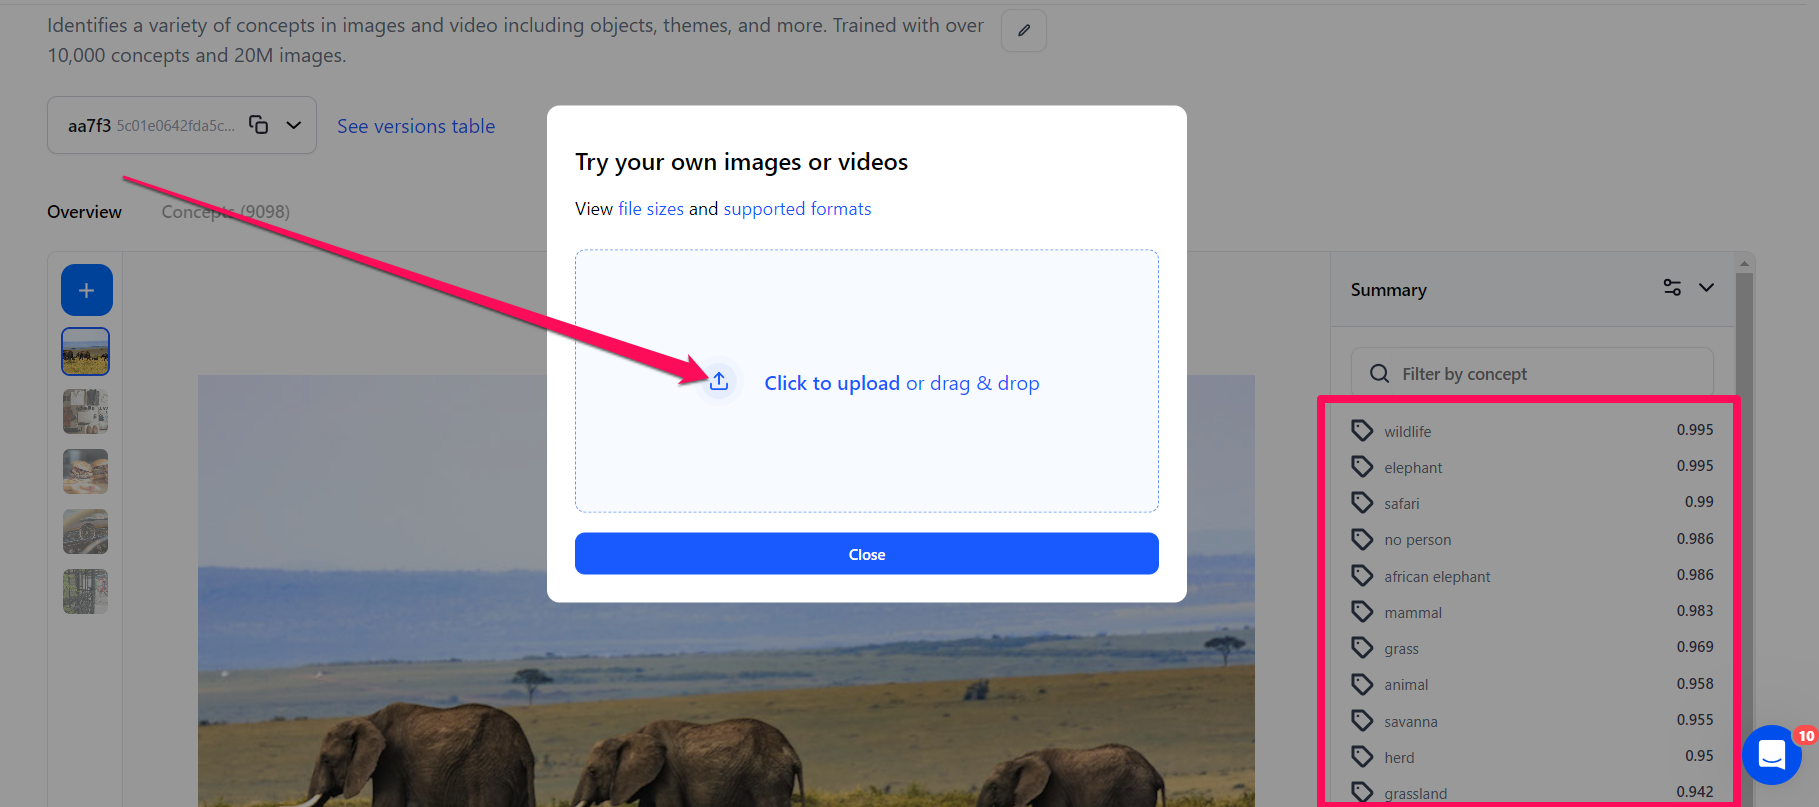 Identifies a variety of concepts in images and video including objects, themes, and more. Trained with over
10,000 concepts and 20M images.
aa7f3 5c01e0642fda5c...
See versions table
Overview
Concepts (9098)
Try your own images or videos
View file sizes and supported formats
Click to upload or drag & drop
Close
Summary
Filter by concept
wildlife 0.995
elephant 0.995
safari 0.99
no person 0.986
african elephant 0.986
mammal 0.983
grass 0.969
animal 0.958
savanna 0.955
herd 0.95
grassland 0.942
10